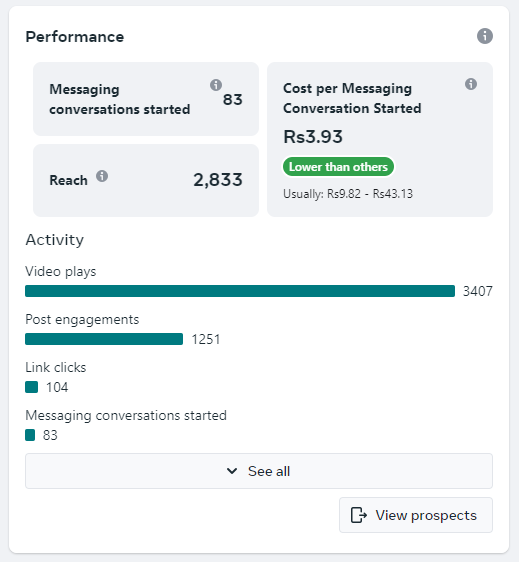 Performance
Messaging
conversations started
83
Cost per Messaging
Conversation Started
Rs3.93
Lower than others
Usually: Rs9.82 - Rs43.13
Reach
2,833
Activity
Video plays
3407
Post engagements
1251
Link clicks
104
Messaging conversations started
83
See all
View prospects